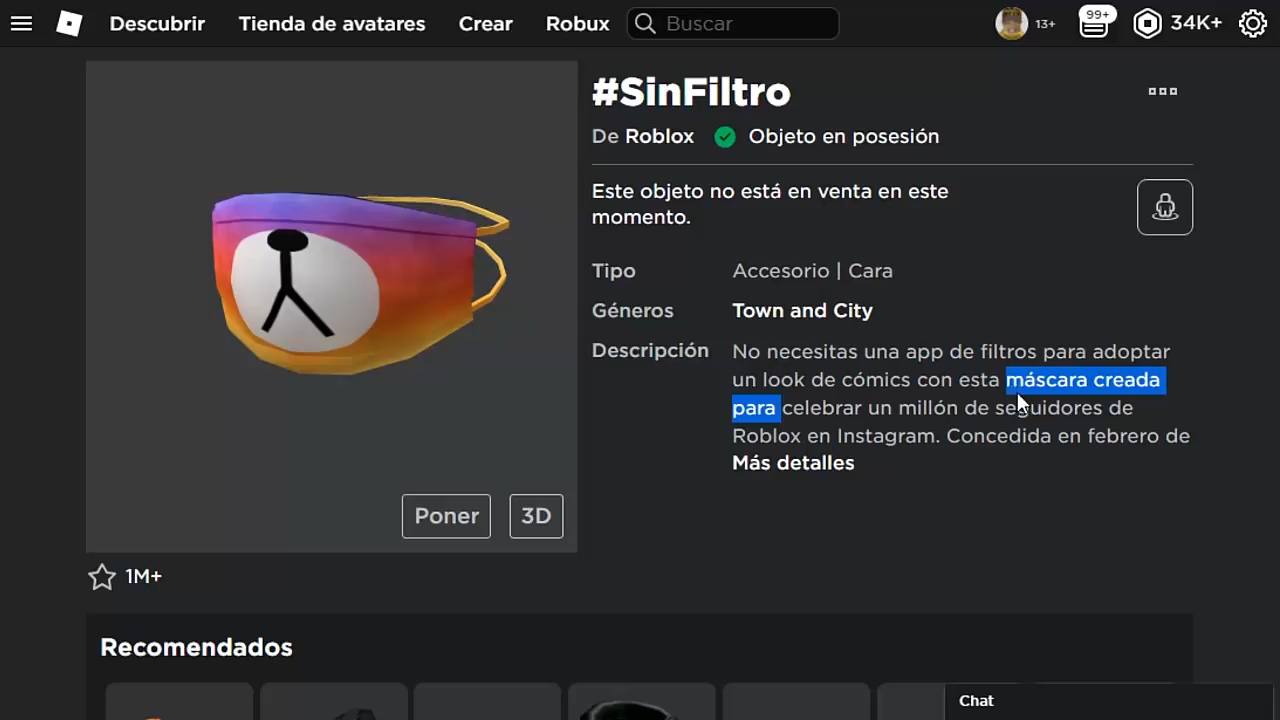 Descubrir Tienda de avatares Crear Robux Buscar 13+ 99+ 34K+
#SinFiltro
De Roblox Objeto en posesión
Este objeto no está en venta en este
momento.
Tipo Accesorio | Cara
Géneros Town and City
Descripción No necesitas una app de filtros para adoptar
un look de cómics con esta máscara creada
para celebrar un millón de seguidores de
Roblox en Instagram. Concedida en febrero de
Más detalles
Poner 3D
1M+
Recomendados
Chat